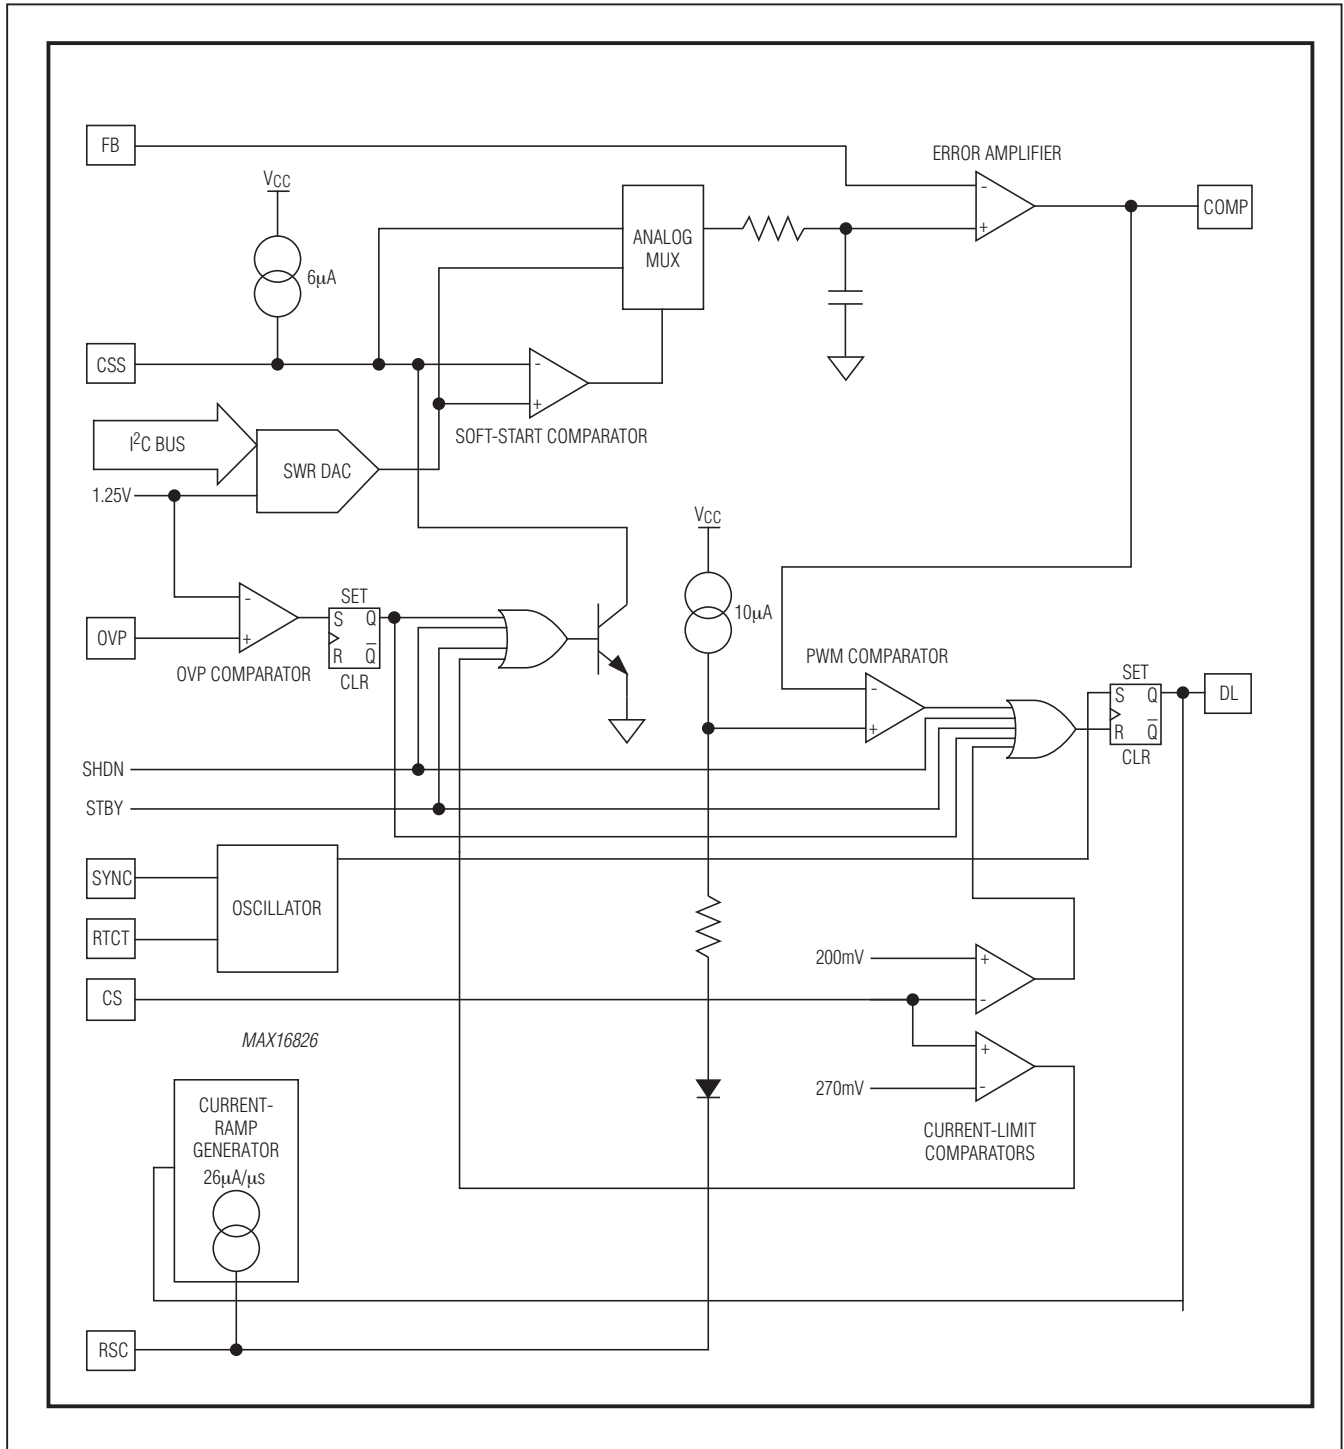 FB
ERROR AMPLIFIER
VCC
-
+
COMP
ANALOG
MUX
6µA
CSS
-
+
SOFT-START COMPARATOR
I²C BUS
SWR DAC
1.25V
VCC
10µA
-
+
OVP
OVP COMPARATOR
SET
S Q
R Q̅
CLR
PWM COMPARATOR
-
+
SET
S Q
R Q̅
CLR
DL
SHDN
STBY
SYNC
RTCT
OSCILLATOR
200mV
+
-
CS
MAX16826
+
-
270mV
CURRENT-LIMIT
COMPARATORS
CURRENT-
RAMP
GENERATOR
26µA/µs
RSC